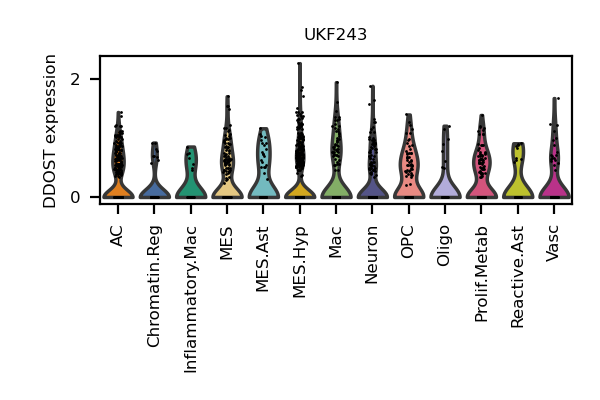 UKF243
DDOST expression
2
0
AC
Chromatin.Reg
Inflammatory.Mac
MES
MES.Ast
MES.Hyp
Mac
Neuron
OPC
Oligo
Prolif.Metab
Reactive.Ast
Vasc